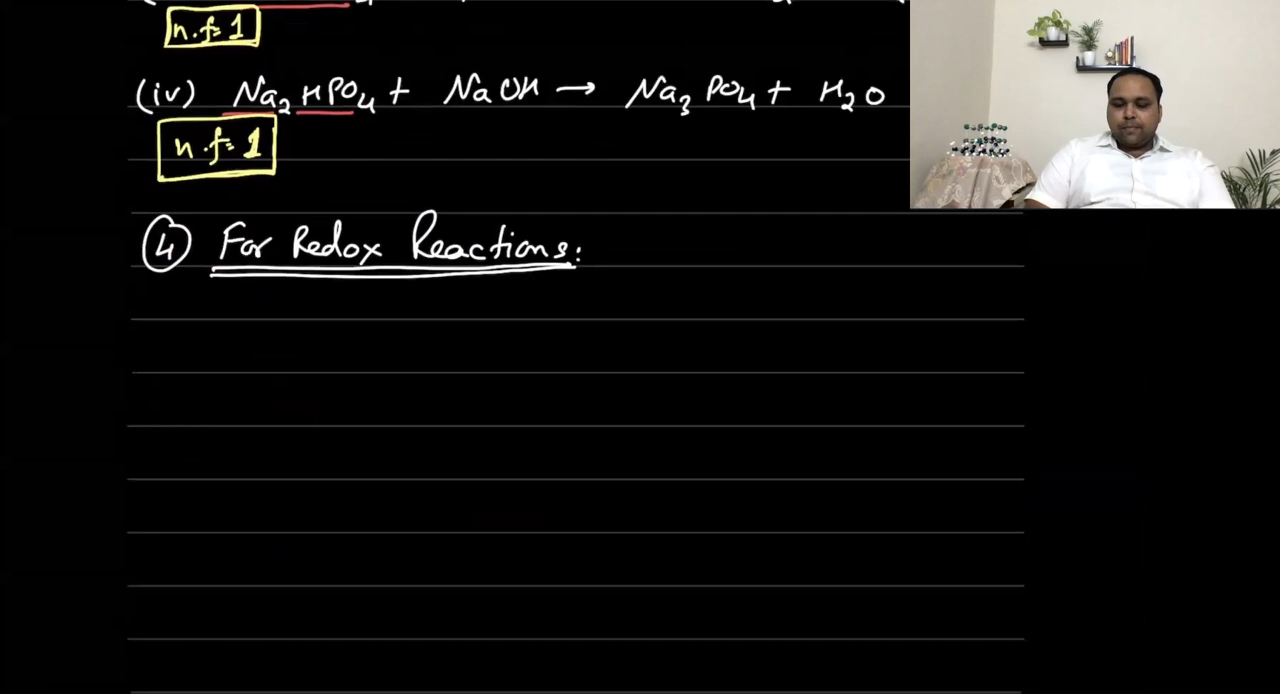 n.f=1
(iv) Na₂HPO₄ + NaOH → Na₃PO₄ + H₂O
n.f=1
④ For Redox Reactions: